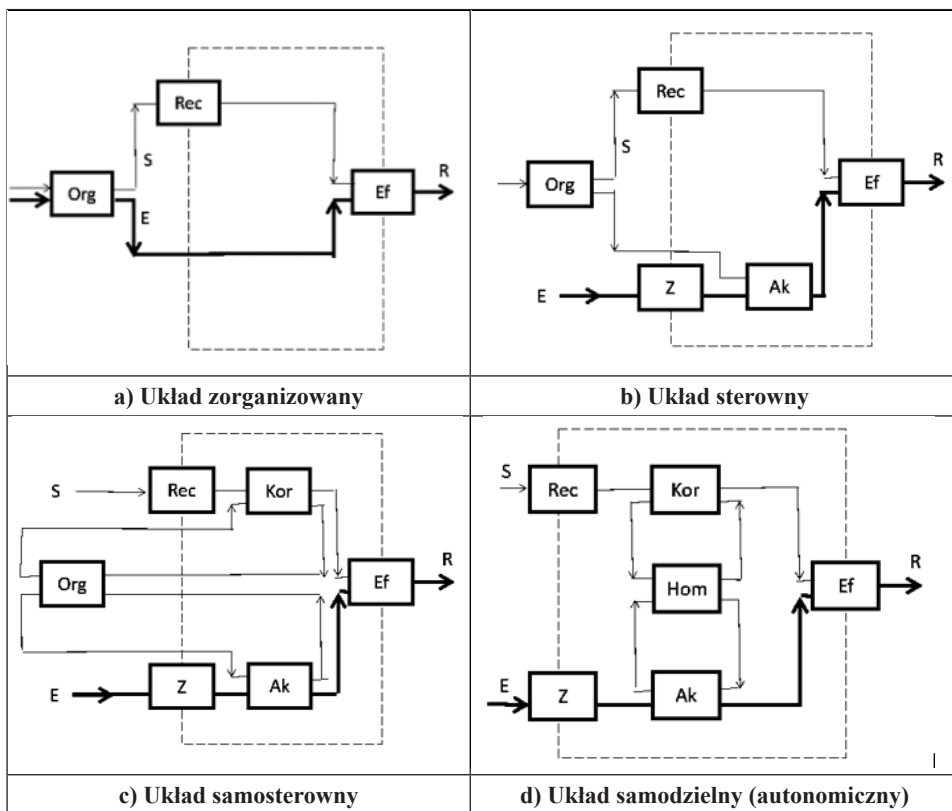 Rec
S
Org
E
Ef
R
Rec
S
Org
Ef
R
E
Z
Ak
a) Układ zorganizowany
b) Układ sterowny
S
Rec
Kor
Org
Ef
R
E
Z
Ak
S
Rec
Kor
Hom
Ef
R
E
Z
Ak
c) Układ samosterowny
d) Układ samodzielny (autonomiczny)